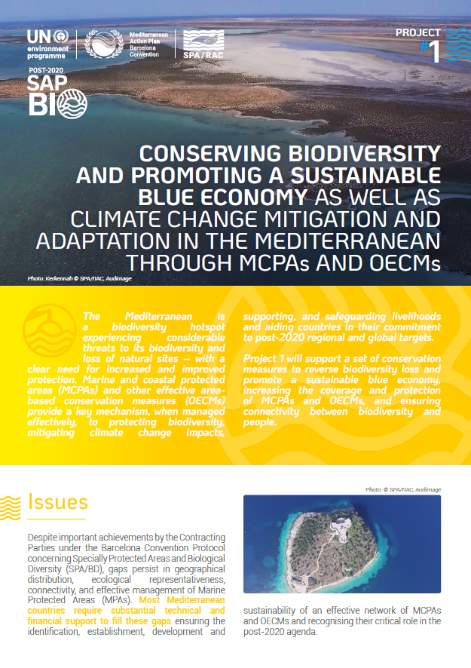 UN
environment
programme
Mediterranean
Action Plan
Barcelona
Convention
SPA/RAC
PROJECT
#1
POST-2020
SAP
BIO
CONSERVING BIODIVERSITY
AND PROMOTING A SUSTAINABLE
BLUE ECONOMY AS WELL AS
CLIMATE CHANGE MITIGATION AND
ADAPTATION IN THE MEDITERRANEAN
THROUGH MCPAs AND OECMs
Photo: Kerkennah © SPA/RAC, Audimage
The Mediterranean is
a biodiversity hotspot
experiencing considerable
threats to its biodiversity and
loss of natural sites – with a
clear need for increased and improved
protection. Marine and coastal protected
areas (MCPAs) and other effective area-
based conservation measures (OECMs)
provide a key mechanism, when managed
effectively, to protecting biodiversity,
mitigating climate change impacts,
supporting, and safeguarding livelihoods
and aiding countries in their commitment
to post-2020 regional and global targets.
Project 1 will support a set of conservation
measures to reverse biodiversity loss and
promote a sustainable blue economy,
increasing the coverage and protection
of MCPAs and OECMs, and ensuring
connectivity between biodiversity and
people.
Issues
Despite important achievements by the Contracting
Parties under the Barcelona Convention Protocol
concerning Specially Protected Areas and Biological
Diversity (SPA/BD), gaps persist in geographical
distribution, ecological representativeness,
connectivity, and effective management of Marine
Protected Areas (MPAs). Most Mediterranean
countries require substantial technical and
financial support to fill these gaps ensuring the
identification, establishment, development and
Photo: © SPA/RAC, Audimage
sustainability of an effective network of MCPAs
and OECMs and recognising their critical role in the
post-2020 agenda.